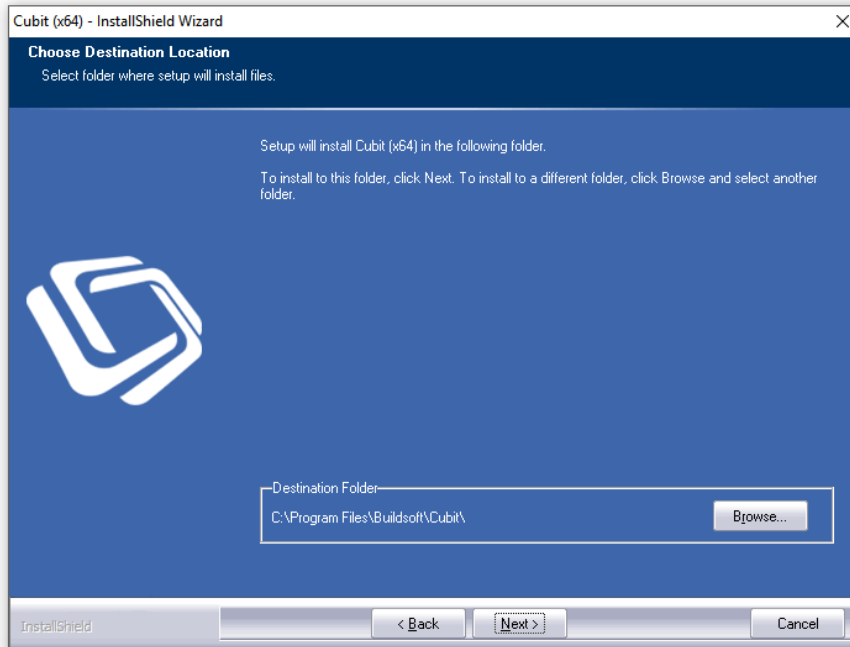 Cubit (x64) - InstallShield Wizard
Choose Destination Location
Select folder where setup will install files.
Setup will install Cubit (x64) in the following folder.
To install to this folder, click Next. To install to a different folder, click Browse and select another
folder.
Destination Folder
C:\Program Files\Buildsoft\Cubit\
Browse...
InstallShield
< Back
Next >
Cancel